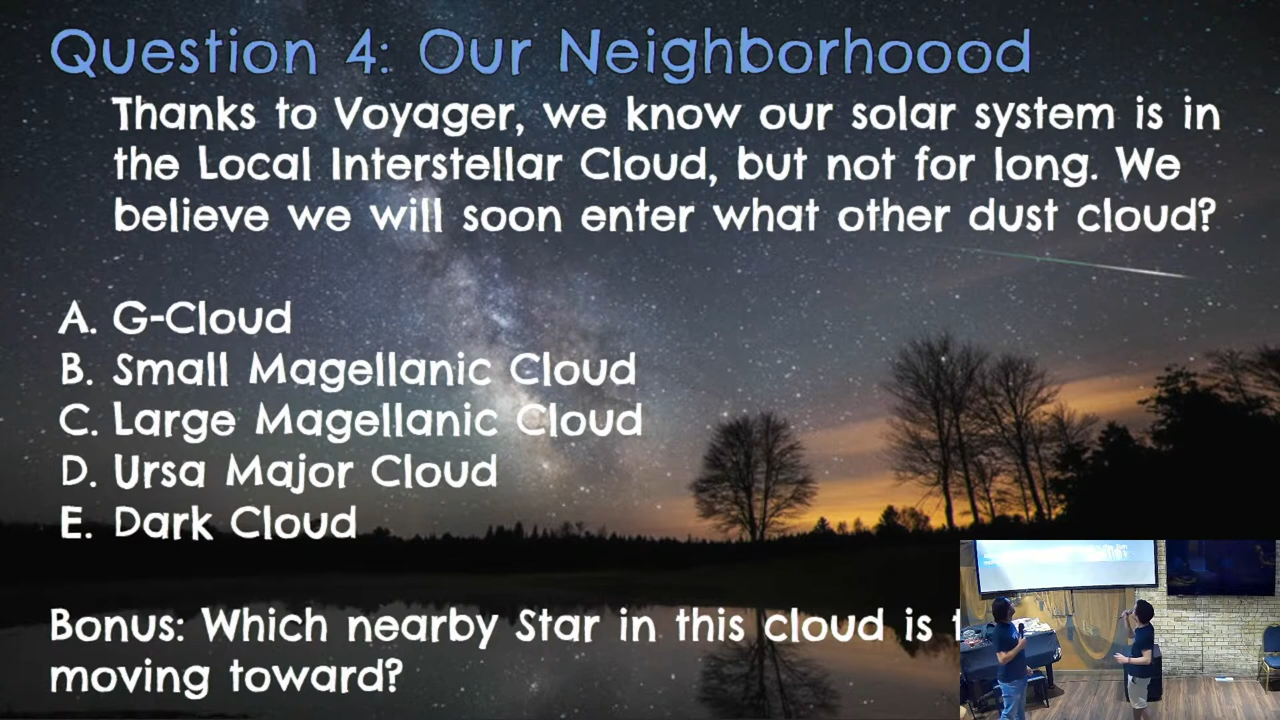 Question 4: Our Neighborhoood
Thanks to Voyager, we know our solar system is in
the Local Interstellar Cloud, but not for long. We
believe we will soon enter what other dust cloud?
A. G-Cloud
B. Small Magellanic Cloud
C. Large Magellanic Cloud
D. Ursa Major Cloud
E. Dark Cloud
Bonus: Which nearby Star in this cloud is
moving toward?